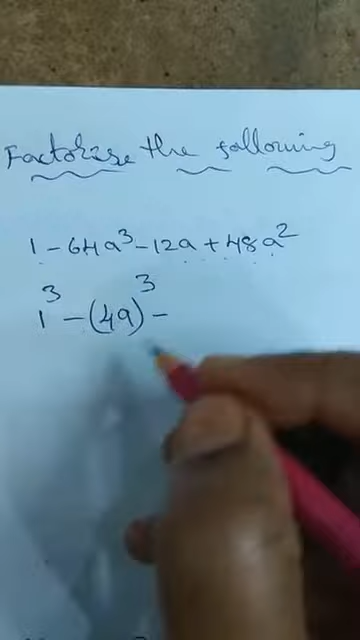 Factorise the following
1 - 64a³ - 12a + 48a²
1³ - (4a)³ -